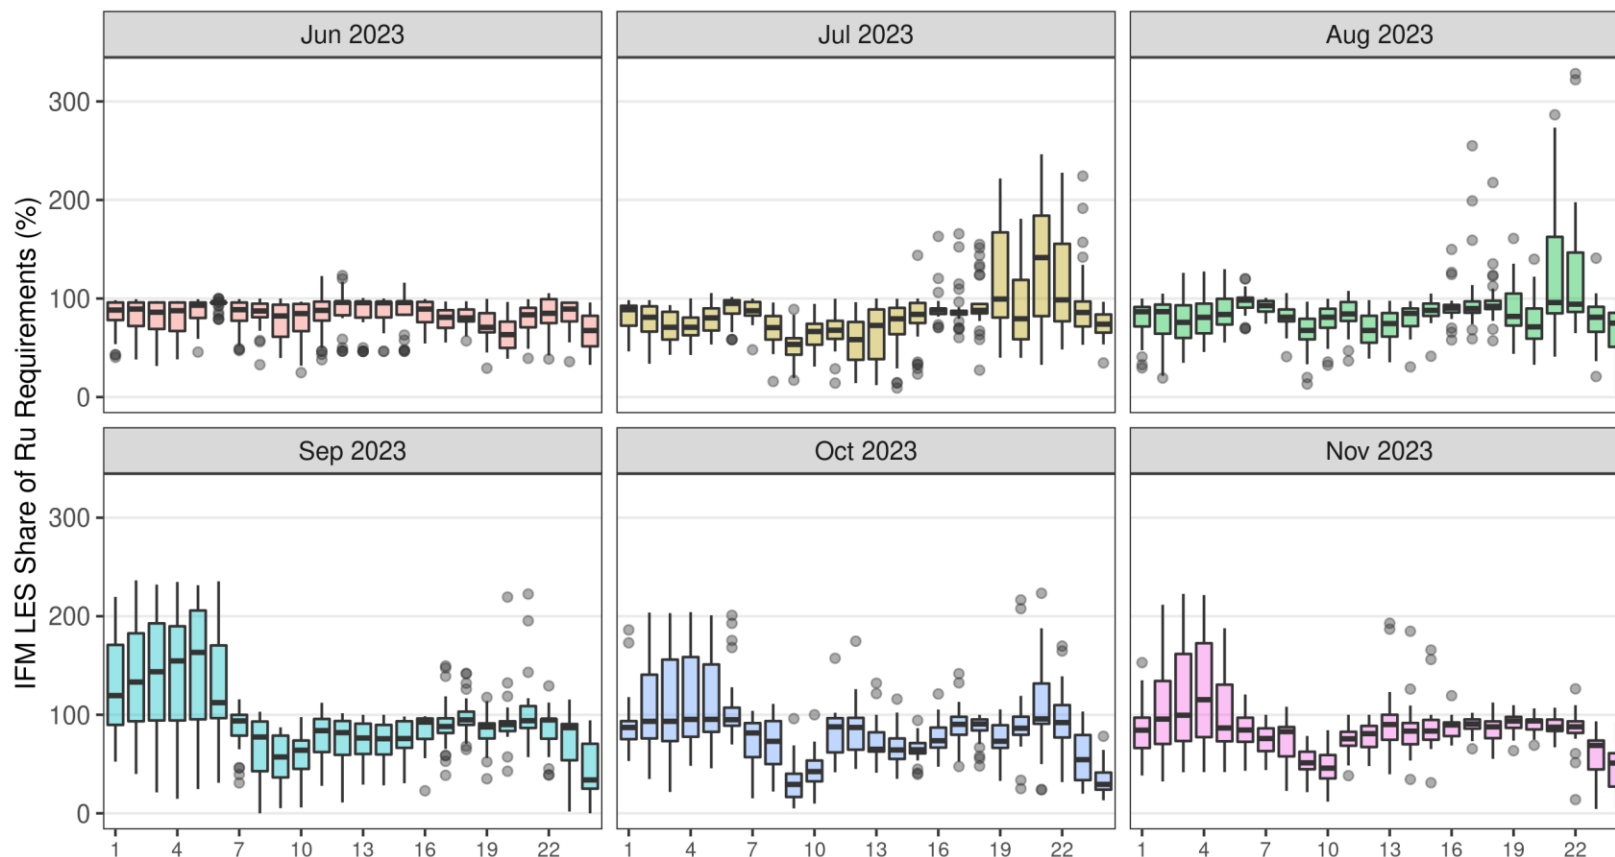 Jun 2023 Jul 2023 Aug 2023
300
200
100
0
IFM LES Share of Ru Requirements (%)
Sep 2023 Oct 2023 Nov 2023
300
200
100
0
1 4 7 10 13 16 19 22 1 4 7 10 13 16 19 22 1 4 7 10 13 16 19 22